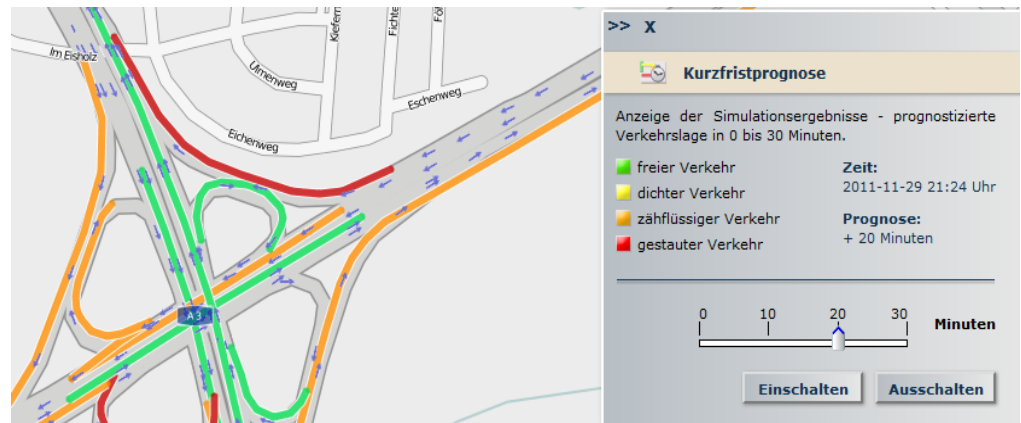 Im Eisholz
Ulmenweg
Eschenweg
Eichenweg
A 3
>> X
Kurzfristprognose
Anzeige der Simulationsergebnisse - prognostizierte
Verkehrslage in 0 bis 30 Minuten.
freier Verkehr
dichter Verkehr
zähflüssiger Verkehr
gestauter Verkehr
Zeit:
2011-11-29 21:24 Uhr
Prognose:
+ 20 Minuten
0 10 20 30
Minuten
Einschalten Ausschalten